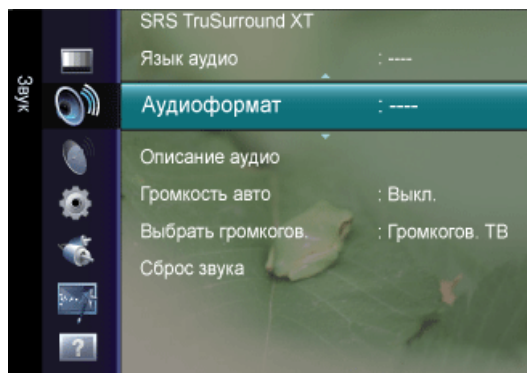 SRS TruSurround XT
Язык аудио : ----
Звук
Аудиоформат : ----
Описание аудио
Громкость авто : Выкл.
Выбрать громкогов. : Громкогов. ТВ
Сброс звука
?